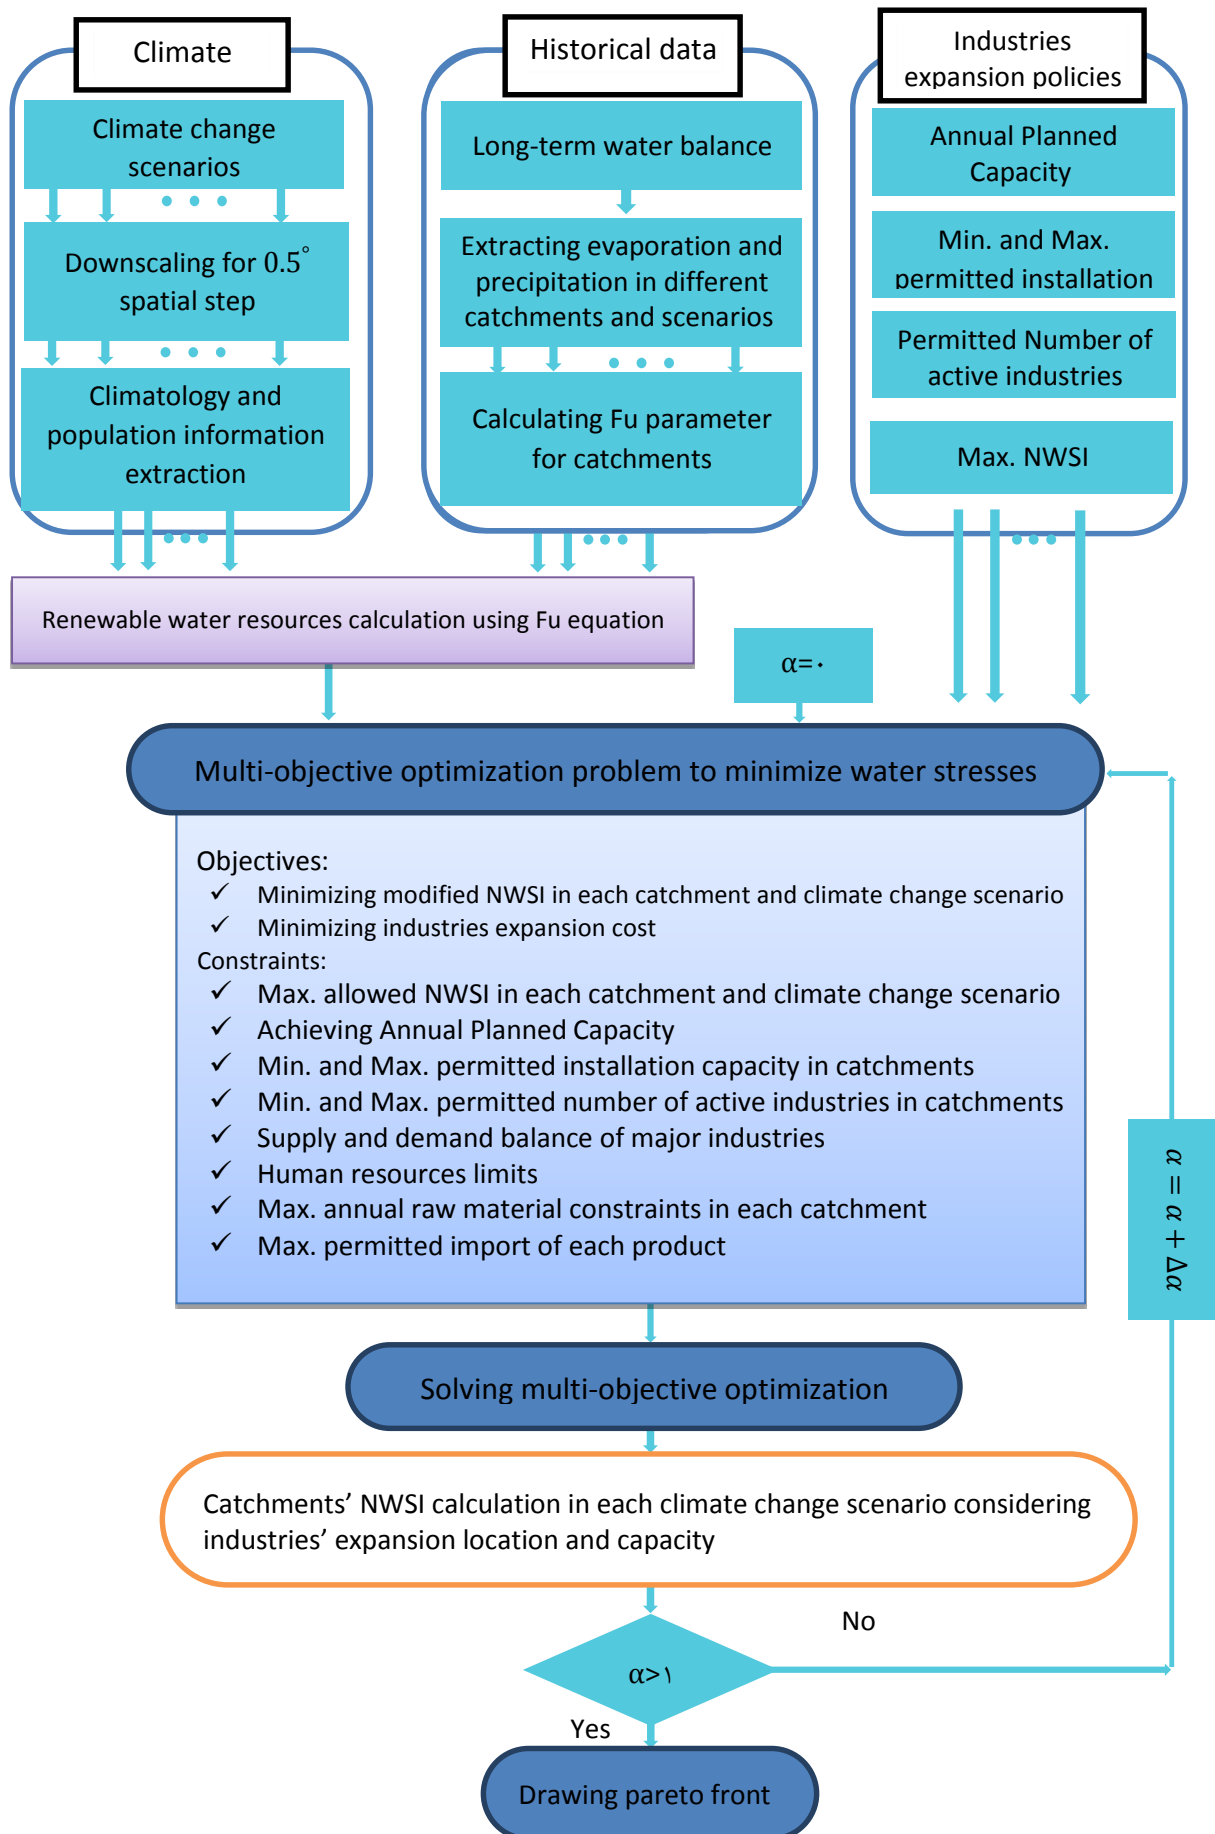 Climate
Climate change
scenarios
Downscaling for 0.5°
spatial step
Climatology and
population information
extraction
Historical data
Long-term water balance
Extracting evaporation and
precipitation in different
catchments and scenarios
Calculating Fu parameter
for catchments
Industries
expansion policies
Annual Planned
Capacity
Min. and Max.
permitted installation
Permitted Number of
active industries
Max. NWSI
Renewable water resources calculation using Fu equation
α=۰
Multi-objective optimization problem to minimize water stresses
Objectives:
✓ Minimizing modified NWSI in each catchment and climate change scenario
✓ Minimizing industries expansion cost
Constraints:
✓ Max. allowed NWSI in each catchment and climate change scenario
✓ Achieving Annual Planned Capacity
✓ Min. and Max. permitted installation capacity in catchments
✓ Min. and Max. permitted number of active industries in catchments
✓ Supply and demand balance of major industries
✓ Human resources limits
✓ Max. annual raw material constraints in each catchment
✓ Max. permitted import of each product
α = α + Δα
Solving multi-objective optimization
Catchments’ NWSI calculation in each climate change scenario considering
industries’ expansion location and capacity
No
α>۱
Yes
Drawing pareto front